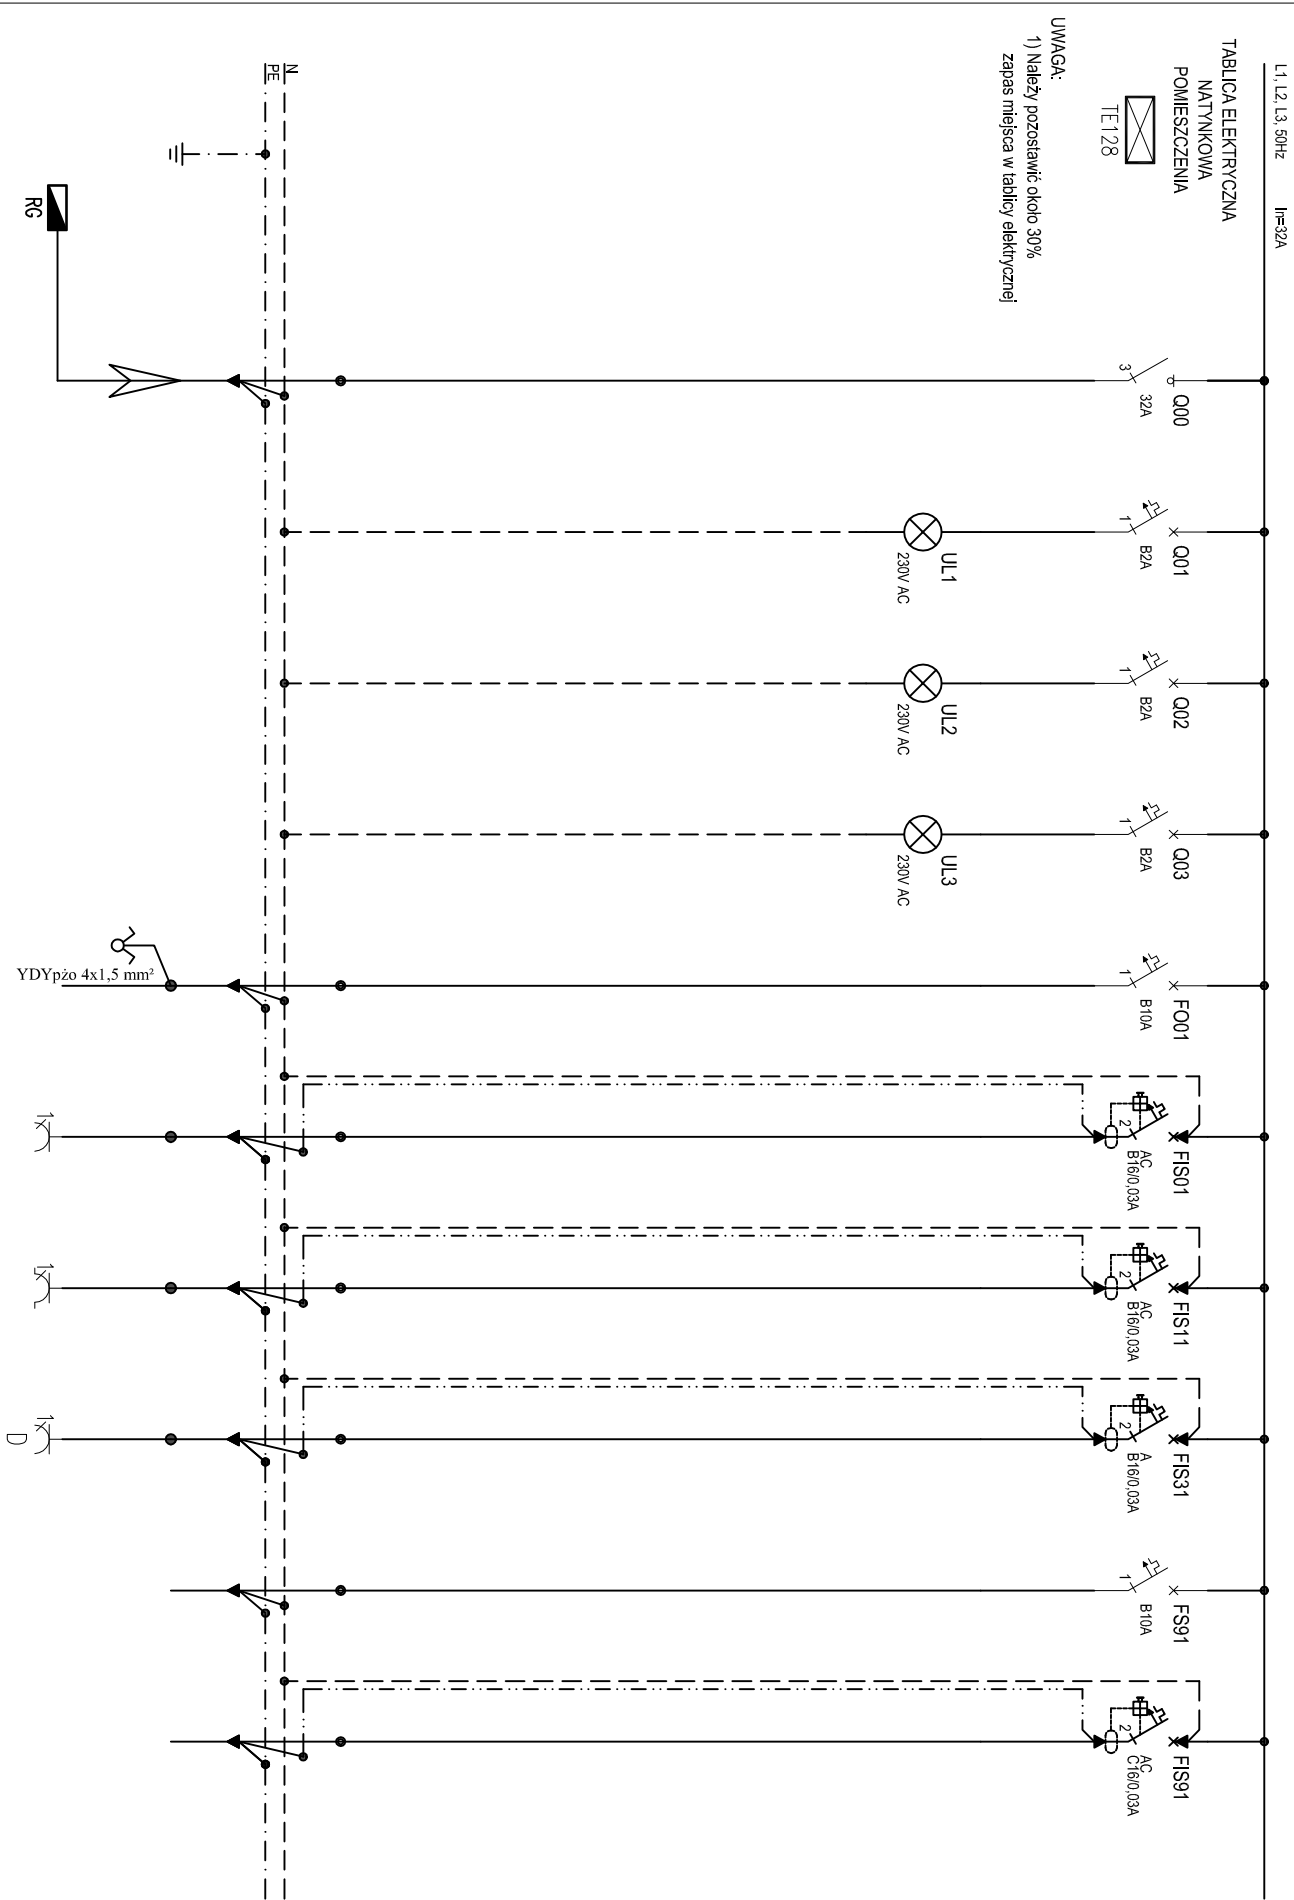 L1, L2, L3, 50Hz In=32A
TABLICA ELEKTRYCZNA
NATYNKOWA
POMIESZCZENIA
TE128
UWAGA:
1) Należy pozostawić około 30%
zapas miejsca w tablicy elektrycznej
N
PE
RG
Q00
3
32A
Q01
1
B2A
UL1
230V AC
Q02
1
B2A
UL2
230V AC
Q03
1
B2A
UL3
230V AC
FO01
1
B10A
YDYpżo 4x1,5 mm²
FIS01
2
AC
B16/0,03A
1
FIS11
2
AC
B16/0,03A
1
FIS31
2
A
B16/0,03A
1
D
FS91
1
B10A
FIS91
2
AC
C16/0,03A